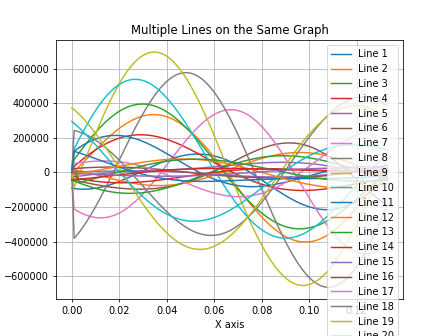 Multiple Lines on the Same Graph
600000
400000
200000
0
−200000
−400000
−600000
0.00
0.02
0.04
0.06
0.08
0.10
X axis
Line 1
Line 2
Line 3
Line 4
Line 5
Line 6
Line 7
Line 8
Line 9
Line 10
Line 11
Line 12
Line 13
Line 14
Line 15
Line 16
Line 17
Line 18
Line 19
Line 20